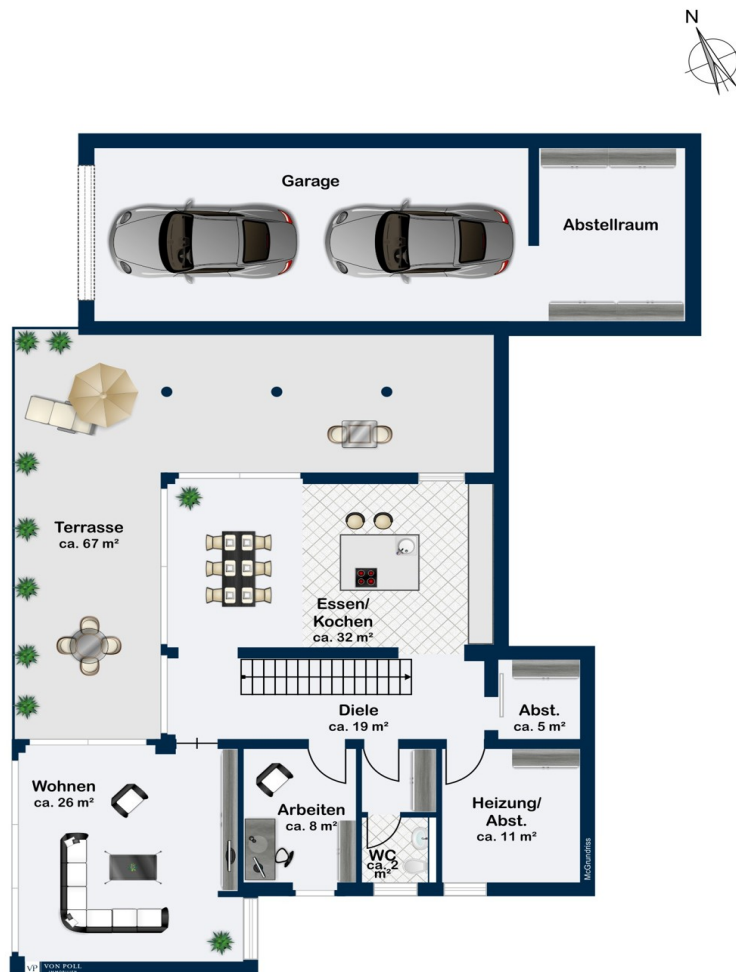 N
Garage
Abstellraum
Terrasse
ca. 67 m²
Essen/
Kochen
ca. 32 m²
Diele
ca. 19 m²
Abst.
ca. 5 m²
Wohnen
ca. 26 m²
Arbeiten
ca. 8 m²
WC
ca. 2
m²
Heizung/
Abst.
ca. 11 m²
McGrundriss
VP VON POLL